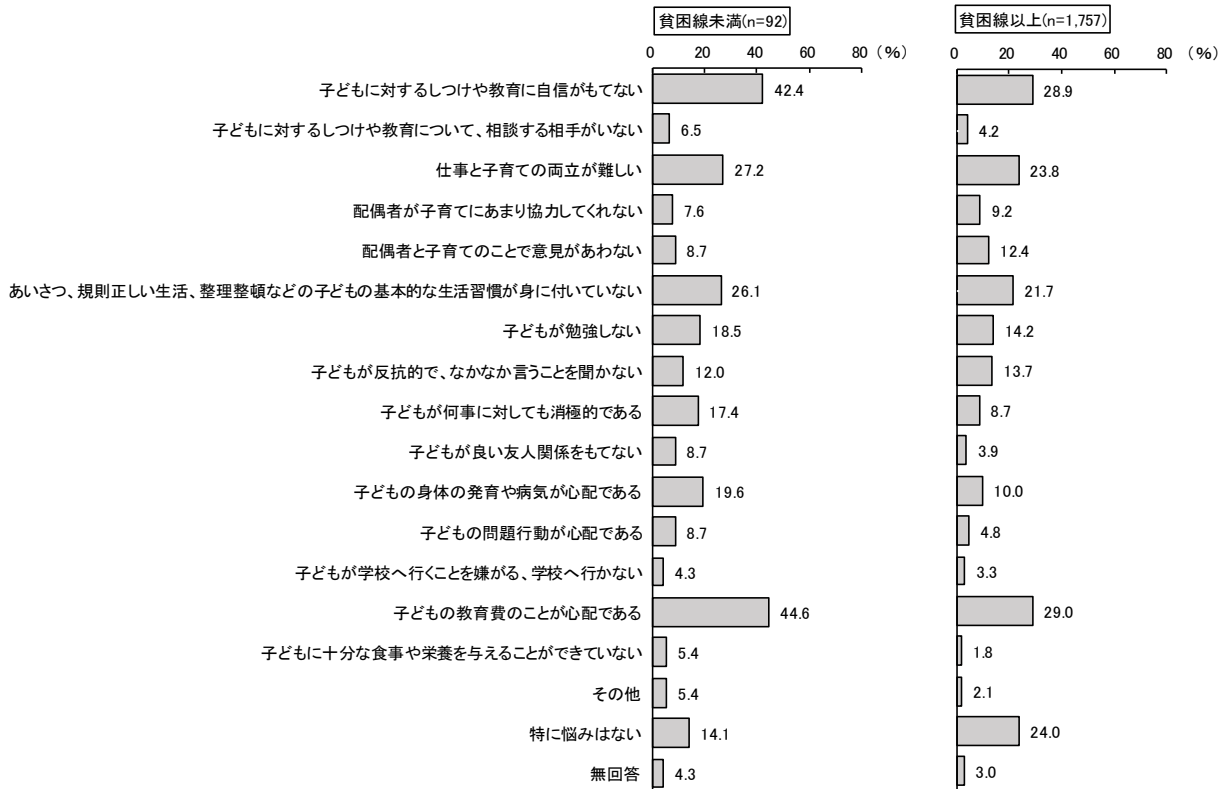 貧困線未満(n=92) 貧困線以上(n=1,757)
0 20 40 60 80 (%) 0 20 40 60 80 (%)
子どもに対するしつけや教育に自信がもてない 42.4 28.9
子どもに対するしつけや教育について、相談する相手がいない 6.5 4.2
仕事と子育ての両立が難しい 27.2 23.8
配偶者が子育てにあまり協力してくれない 7.6 9.2
配偶者と子育てのことで意見があわない 8.7 12.4
あいさつ、規則正しい生活、整理整頓などの子どもの基本的な生活習慣が身に付いていない 26.1 21.7
子どもが勉強しない 18.5 14.2
子どもが反抗的で、なかなか言うことを聞かない 12.0 13.7
子どもが何事に対しても消極的である 17.4 8.7
子どもが良い友人関係をもてない 8.7 3.9
子どもの身体の発育や病気が心配である 19.6 10.0
子どもの問題行動が心配である 8.7 4.8
子どもが学校へ行くことを嫌がる、学校へ行かない 4.3 3.3
子どもの教育費のことが心配である 44.6 29.0
子どもに十分な食事や栄養を与えることができていない 5.4 1.8
その他 5.4 2.1
特に悩みはない 14.1 24.0
無回答 4.3 3.0